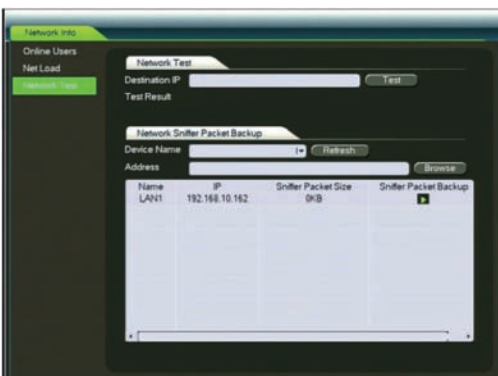 Network Info
Online Users
Net Load
Network Test
Network Test
Destination IP
Test
Test Result
Network Sniffer Packet Backup
Device Name
Refresh
Address
Browse
Name IP Sniffer Packet Size Sniffer Packet Backup
LAN1 192.168.10.162 0KB